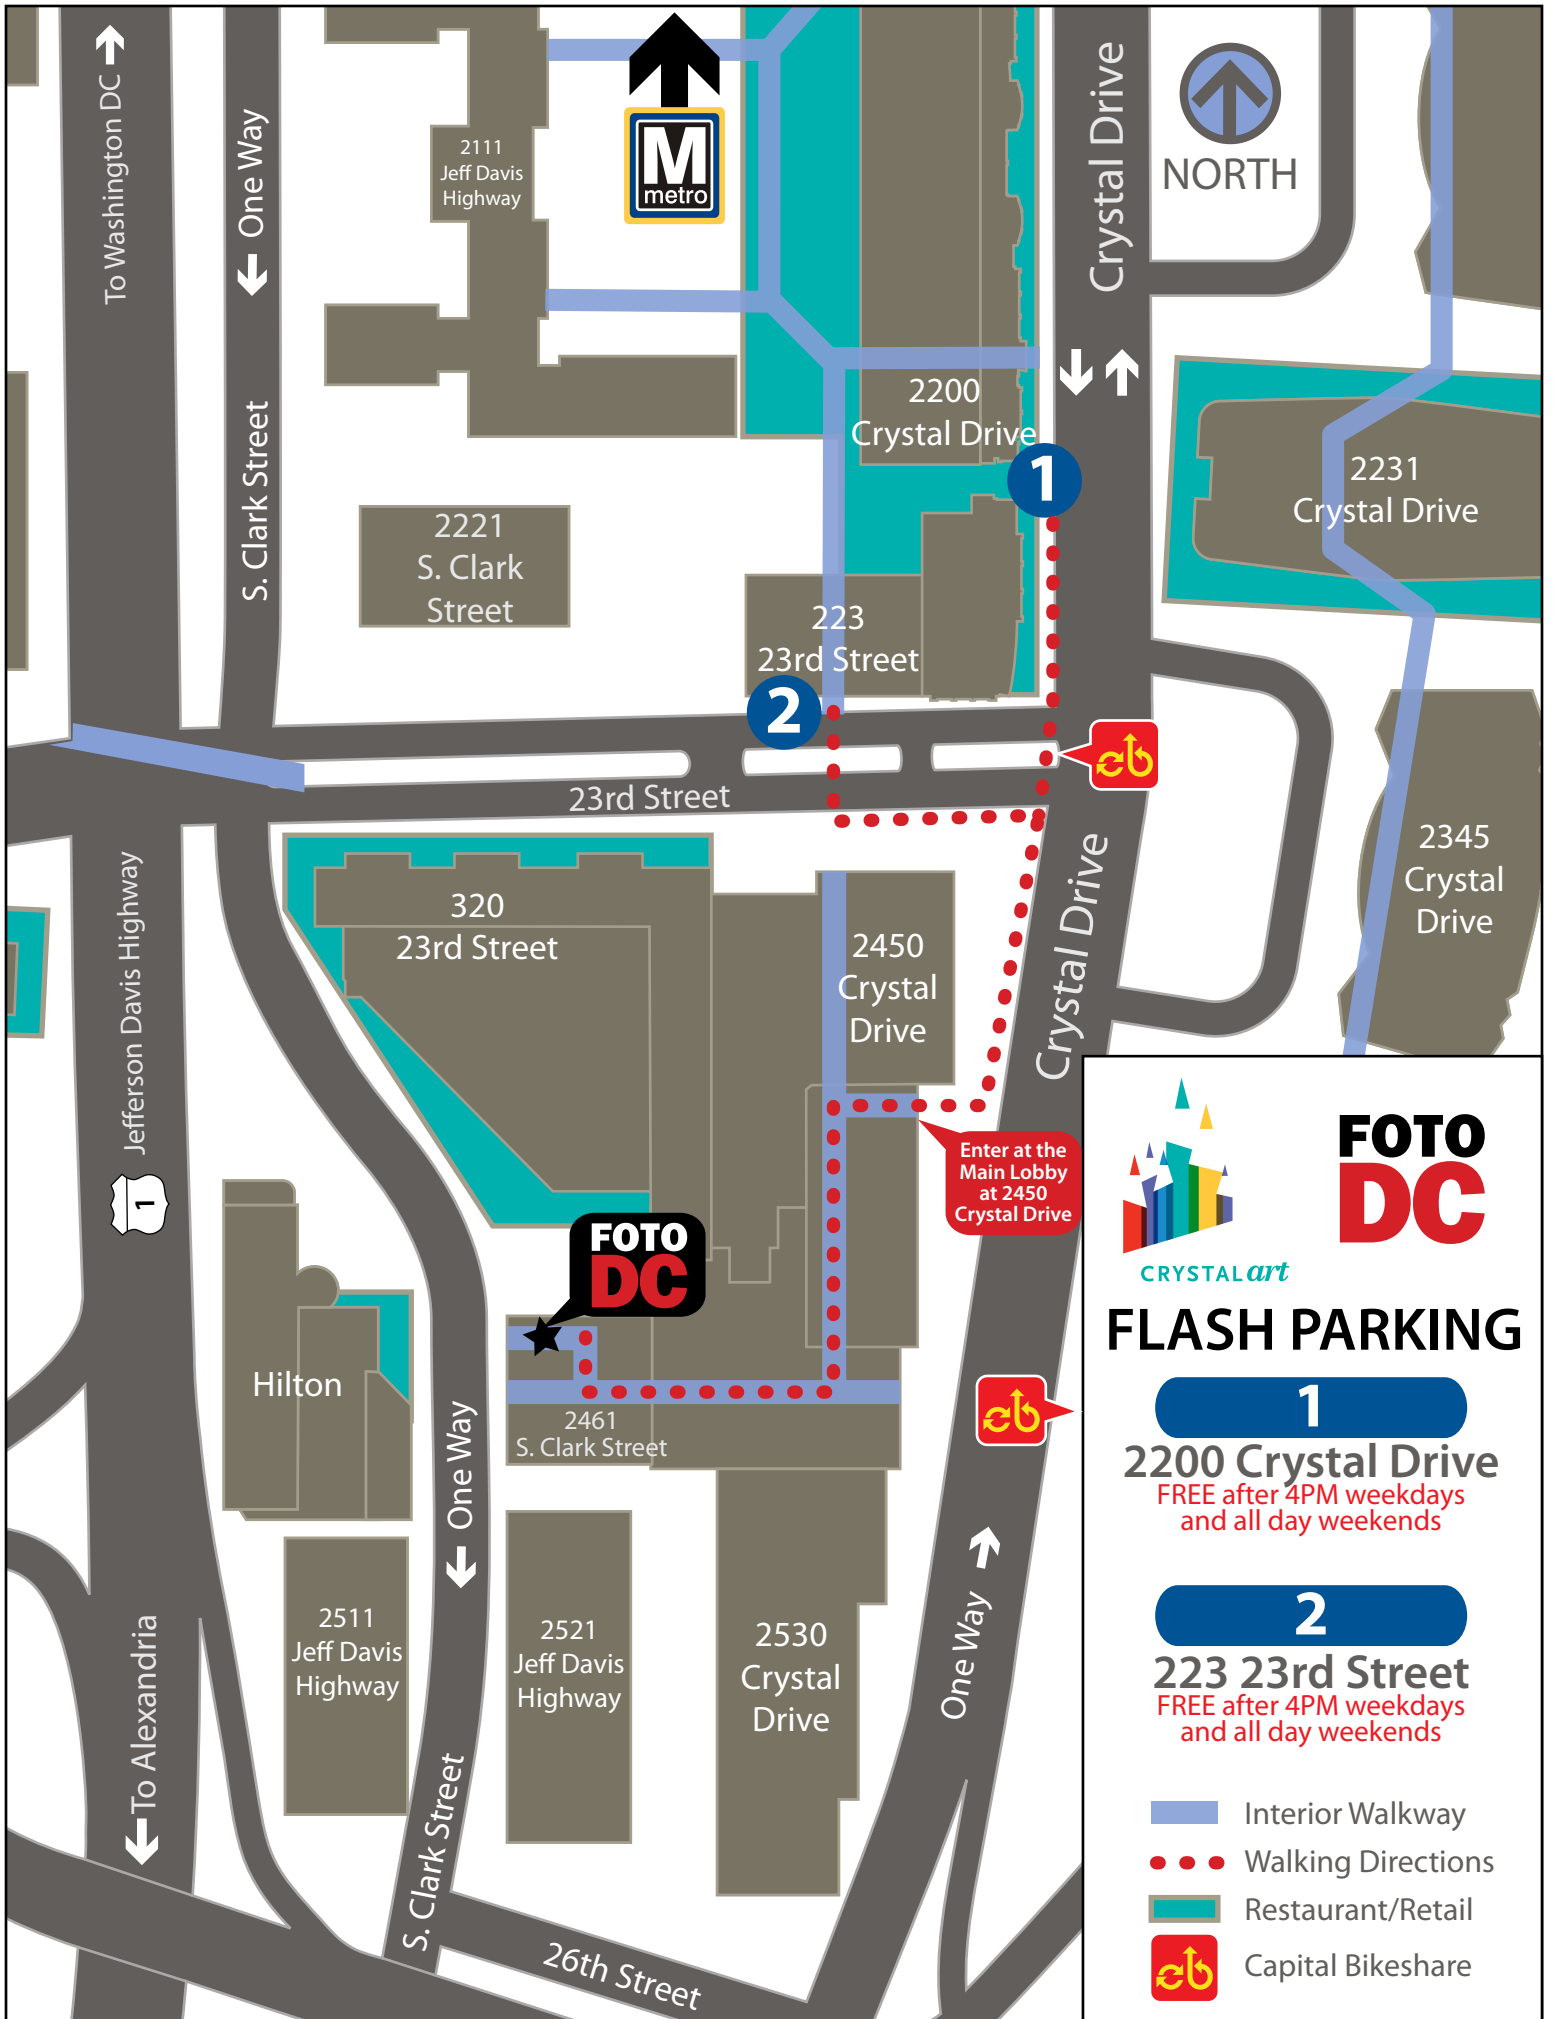 To Washington DC
One Way
S. Clark Street
2111
Jeff Davis
Highway
M
metro
Crystal Drive
NORTH
2200
Crystal Drive
1
2231
Crystal Drive
2221
S. Clark
Street
223
23rd Street
2
23rd Street
Jefferson Davis Highway
1
320
23rd Street
2450
Crystal
Drive
Crystal Drive
2345
Crystal
Drive
Enter at the
Main Lobby
at 2450
Crystal Drive
FOTO
DC
Hilton
2461
S. Clark Street
One Way
2511
Jeff Davis
Highway
2521
Jeff Davis
Highway
2530
Crystal
Drive
One Way
To Alexandria
S. Clark Street
26th Street
CRYSTALart
FOTO
DC
FLASH PARKING
1
2200 Crystal Drive
FREE after 4PM weekdays
and all day weekends
2
223 23rd Street
FREE after 4PM weekdays
and all day weekends
Interior Walkway
Walking Directions
Restaurant/Retail
cb
Capital Bikeshare